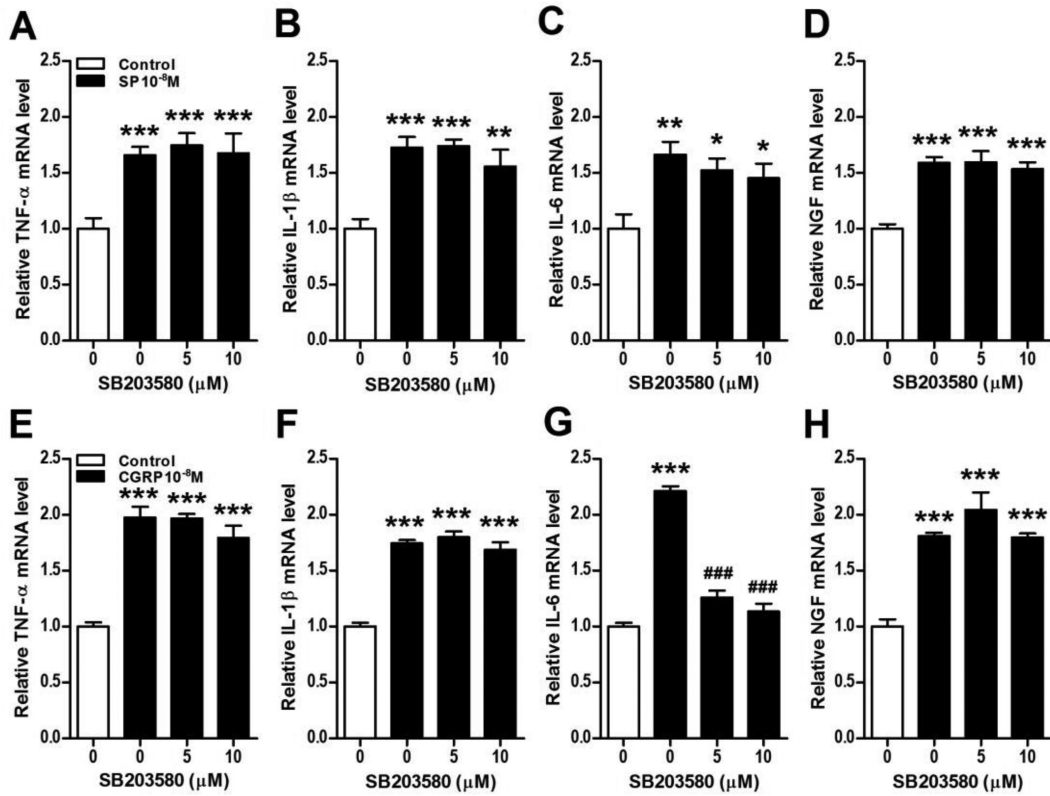 A
Relative TNF-α mRNA level
2.5
2.0
1.5
1.0
0.5
0.0
Control
SP10⁻⁸M
***
***
***
0 0 5 10
SB203580 (μM)
B
Relative IL-1β mRNA level
2.5
2.0
1.5
1.0
0.5
0.0
***
***
**
0 0 5 10
SB203580 (μM)
C
Relative IL-6 mRNA level
2.5
2.0
1.5
1.0
0.5
0.0
**
*
*
0 0 5 10
SB203580 (μM)
D
Relative NGF mRNA level
2.5
2.0
1.5
1.0
0.5
0.0
***
***
***
0 0 5 10
SB203580 (μM)
E
Relative TNF-α mRNA level
2.5
2.0
1.5
1.0
0.5
0.0
Control
CGRP10⁻⁸M
***
***
***
0 0 5 10
SB203580 (μM)
F
Relative IL-1β mRNA level
2.5
2.0
1.5
1.0
0.5
0.0
***
***
***
0 0 5 10
SB203580 (μM)
G
Relative IL-6 mRNA level
2.5
2.0
1.5
1.0
0.5
0.0
***
###
###
0 0 5 10
SB203580 (μM)
H
Relative NGF mRNA level
2.5
2.0
1.5
1.0
0.5
0.0
***
***
***
0 0 5 10
SB203580 (μM)